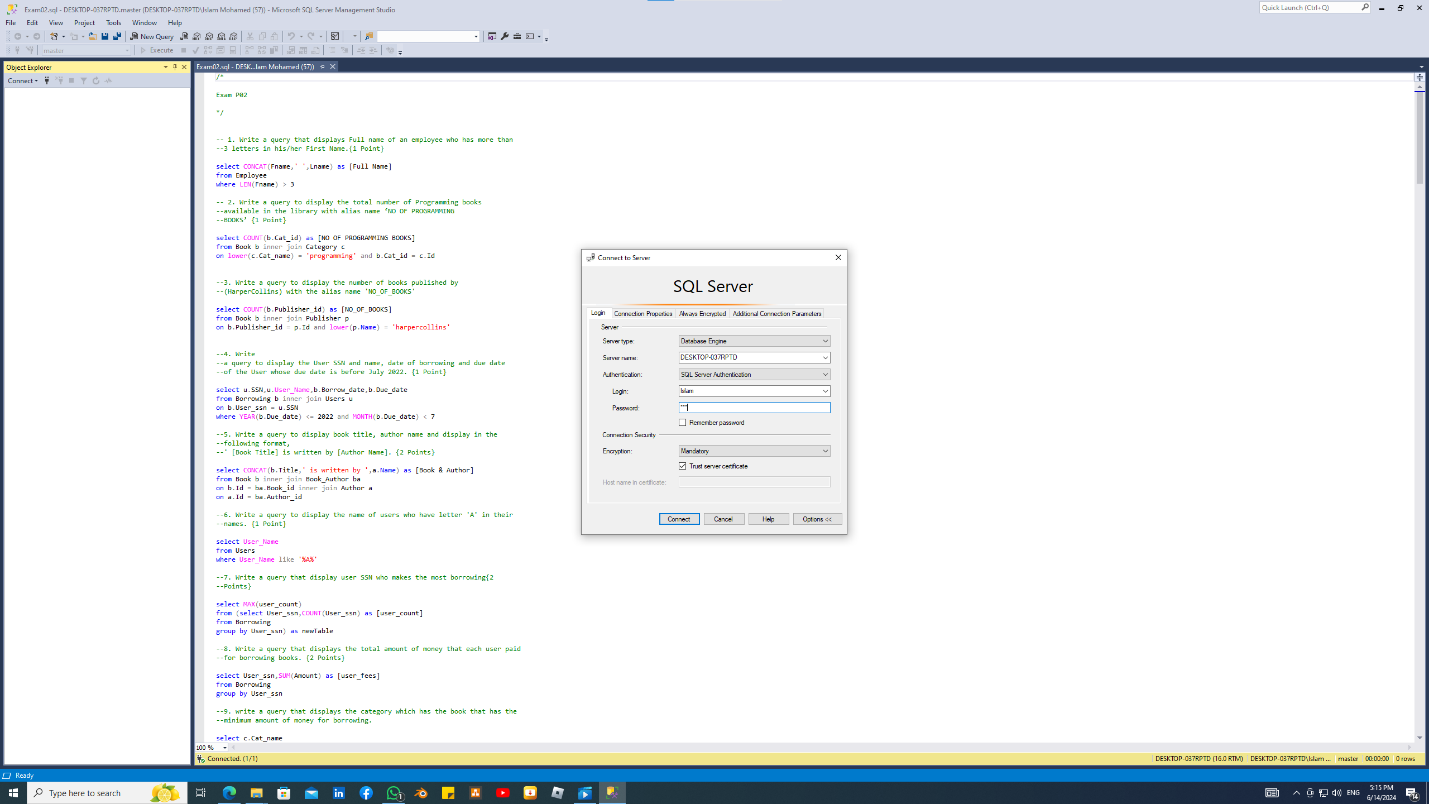 Exam02.sql - DESKTOP-037RPTD.master (DESKTOP-037RPTD\Islam Mohamed (57)) - Microsoft SQL Server Management Studio
Quick Launch (Ctrl+Q)
File Edit View Project Tools Window Help
New Query
master
Execute
Object Explorer
Exam02.sql - DESK...lam Mohamed (57))
Connect
/*
Exam P02
*/
-- 1. Write a query that displays Full name of an employee who has more than
--3 letters in his/her First Name.{1 Point}
select CONCAT(Fname,' ',Lname) as [Full Name]
from Employee
where LEN(Fname) > 3
-- 2. Write a query to display the total number of Programming books
--available in the library with alias name 'NO OF PROGRAMMING
--BOOKS' {1 Point}
select COUNT(b.Cat_id) as [NO OF PROGRAMMING BOOKS]
from Book b inner join Category c
on lower(c.Cat_name) = 'programming' and b.Cat_id = c.Id
--3. Write a query to display the number of books published by
--(HarperCollins) with the alias name 'NO_OF_BOOKS'
select COUNT(b.Publisher_id) as [NO_OF_BOOKS]
from Book b inner join Publisher p
on b.Publisher_id = p.Id and lower(p.Name) = 'harpercollins'
--4. Write
--a query to display the User SSN and name, date of borrowing and due date
--of the User whose due date is before July 2022. {1 Point}
select u.SSN,u.User_Name,b.Borrow_date,b.Due_date
from Borrowing b inner join Users u
on b.User_ssn = u.SSN
where YEAR(b.Due_date) <= 2022 and MONTH(b.Due_date) < 7
--5. Write a query to display book title, author name and display in the
--following format,
--' [Book Title] is written by [Author Name]. {2 Points}
select CONCAT(b.Title,' is written by ',a.Name) as [Book & Author]
from Book b inner join Book_Author ba
on b.Id = ba.Book_id inner join Author a
on a.Id = ba.Author_id
--6. Write a query to display the name of users who have letter 'A' in their
--names. {1 Point]
select User_Name
from Users
where User_Name like '%A%'
--7. Write a query that display user SSN who makes the most borrowing{2
--Points}
select MAX(user_count)
from (select User_ssn,COUNT(User_ssn) as [user_count]
from Borrowing
group by User_ssn) as newTable
--8. Write a query that displays the total amount of money that each user paid
--for borrowing books. {2 Points}
select User_ssn,SUM(Amount) as [user_fees]
from Borrowing
group by User_ssn
--9. write a query that displays the category which has the book that has the
--minimum amount of money for borrowing.
select c.Cat_name
Connect to Server
SQL Server
Login Connection Properties Always Encrypted Additional Connection Parameters
Server
Server type: Database Engine
Server name: DESKTOP-037RPTD
Authentication: SQL Server Authentication
Login: Islam
Password: ***
Remember password
Connection Security
Encryption: Mandatory
Trust server certificate
Host name in certificate:
Connect Cancel Help Options <<
100 %
Connected. (1/1)
DESKTOP-037RPTD (16.0 RTM) DESKTOP-037RPTD\Islam ... master 00:00:00 0 rows
Ready
Type here to search
ENG
5:15 PM
6/14/2024